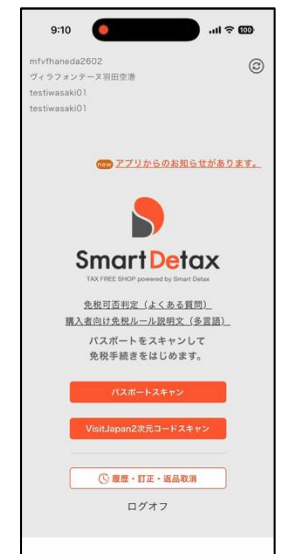 9:10
100
mfvfhaneda2602
ヴィラフォンテーヌ羽田空港
testiwasaki01
testiwasaki01
new アプリからのお知らせがあります。
SmartDetax
TAX FREE SHOP powered by Smart Detax
免税可否判定（よくある質問）
購入者向け免税ルール説明文（多言語）
パスポートをスキャンして
免税手続きをはじめます。
パスポートスキャン
VisitJapan2次元コードスキャン
履歴・訂正・返品取消
ログオフ